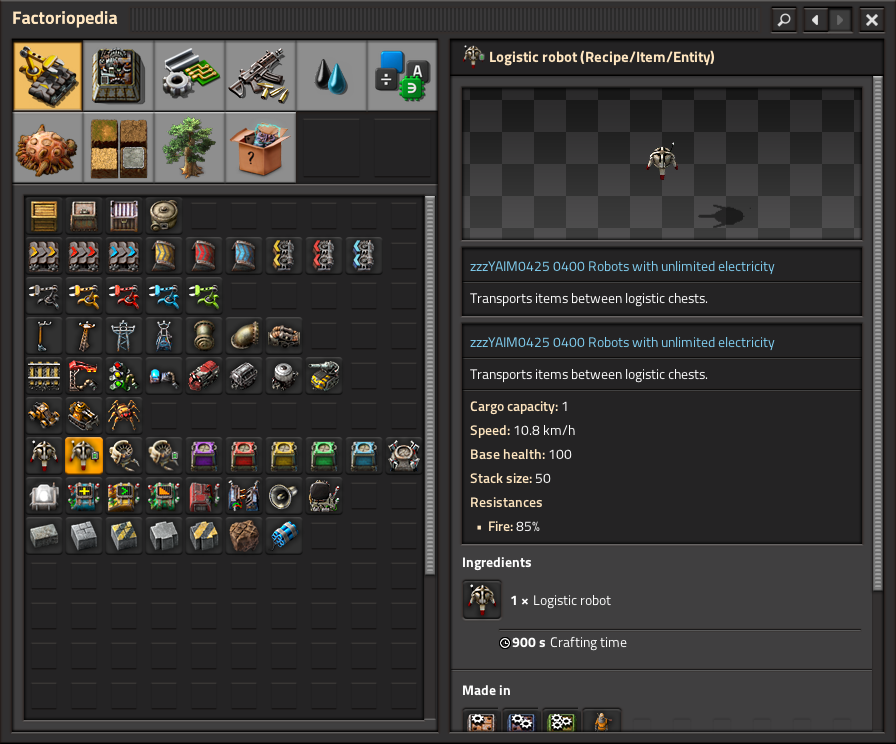 Factoriopedia
A
?
Logistic robot (Recipe/Item/Entity)
zzzYAIM0425 0400 Robots with unlimited electricity
Transports items between logistic chests.
zzzYAIM0425 0400 Robots with unlimited electricity
Transports items between logistic chests.
Cargo capacity: 1
Speed: 10.8 km/h
Base health: 100
Stack size: 50
Resistances
• Fire: 85%
Ingredients
1 × Logistic robot
900 s Crafting time
Made in